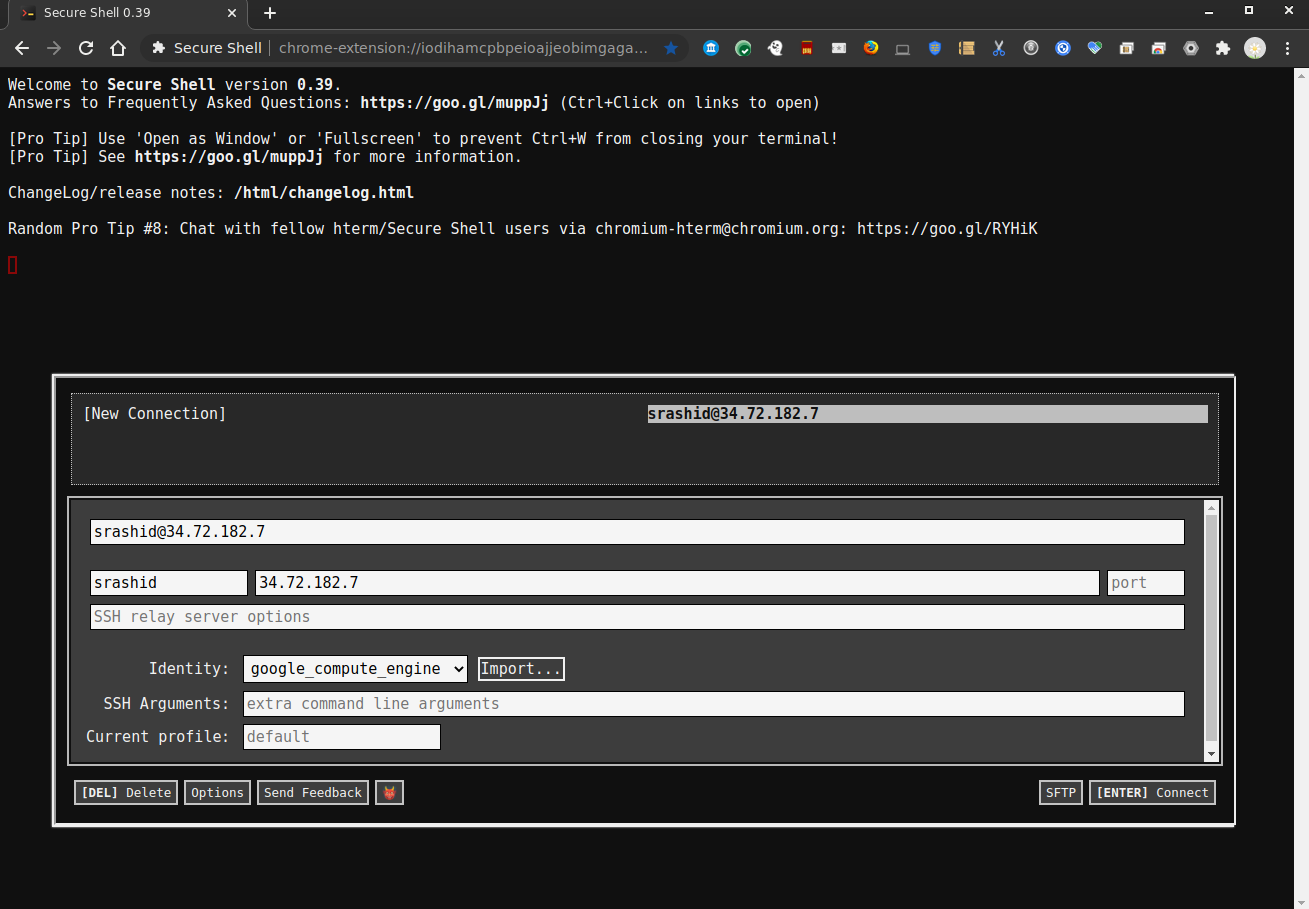 Secure Shell 0.39
Secure Shell | chrome-extension://iodihamcpbpeioajjeobimgaga...
Welcome to Secure Shell version 0.39.
Answers to Frequently Asked Questions: https://goo.gl/muppJj (Ctrl+Click on links to open)
[Pro Tip] Use 'Open as Window' or 'Fullscreen' to prevent Ctrl+W from closing your terminal!
[Pro Tip] See https://goo.gl/muppJj for more information.
ChangeLog/release notes: /html/changelog.html
Random Pro Tip #8: Chat with fellow hterm/Secure Shell users via chromium-hterm@chromium.org: https://goo.gl/RYHiK
[New Connection] srashid@34.72.182.7
srashid@34.72.182.7
srashid 34.72.182.7 port
SSH relay server options
Identity: google_compute_engine Import...
SSH Arguments: extra command line arguments
Current profile: default
[DEL] Delete Options Send Feedback SFTP [ENTER] Connect